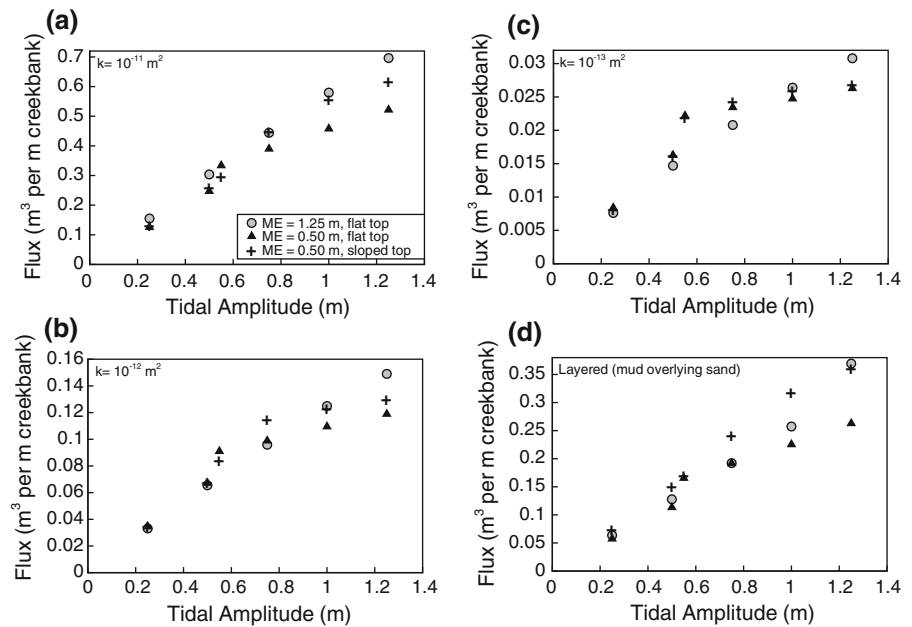 (a)
k= 10⁻¹¹ m²
Flux (m³ per m creekbank)
0.7
0.6
0.5
0.4
0.3
0.2
0.1
0
0 0.2 0.4 0.6 0.8 1 1.2 1.4
Tidal Amplitude (m)
ME = 1.25 m, flat top
ME = 0.50 m, flat top
ME = 0.50 m, sloped top
(c)
k= 10⁻¹³ m²
Flux (m³ per m creekbank)
0.03
0.025
0.02
0.015
0.01
0.005
0
0 0.2 0.4 0.6 0.8 1 1.2 1.4
Tidal Amplitude (m)
(b)
k= 10⁻¹² m²
Flux (m³ per m creekbank)
0.16
0.14
0.12
0.1
0.08
0.06
0.04
0.02
0
0 0.2 0.4 0.6 0.8 1 1.2 1.4
Tidal Amplitude (m)
(d)
Layered (mud overlying sand)
Flux (m³ per m creekbank)
0.35
0.3
0.25
0.2
0.15
0.1
0.05
0
0 0.2 0.4 0.6 0.8 1 1.2 1.4
Tidal Amplitude (m)